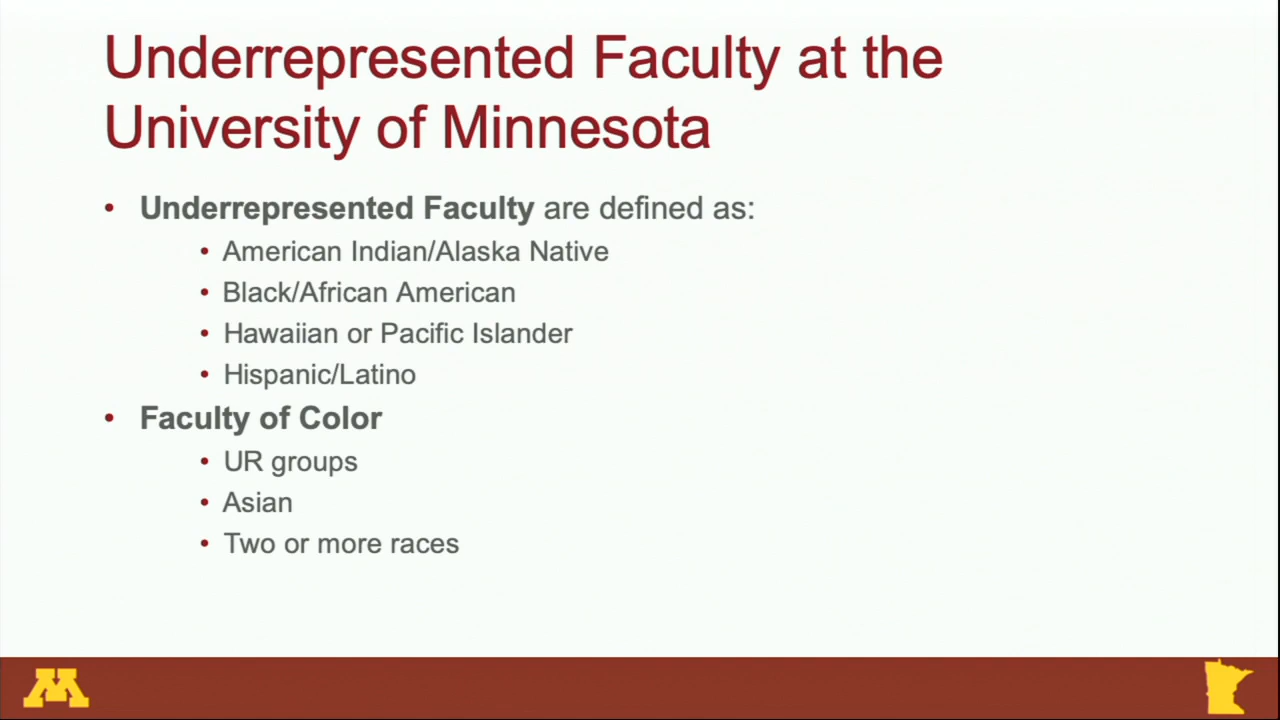 Underrepresented Faculty at the
University of Minnesota
• Underrepresented Faculty are defined as:
• American Indian/Alaska Native
• Black/African American
• Hawaiian or Pacific Islander
• Hispanic/Latino
• Faculty of Color
• UR groups
• Asian
• Two or more races
M